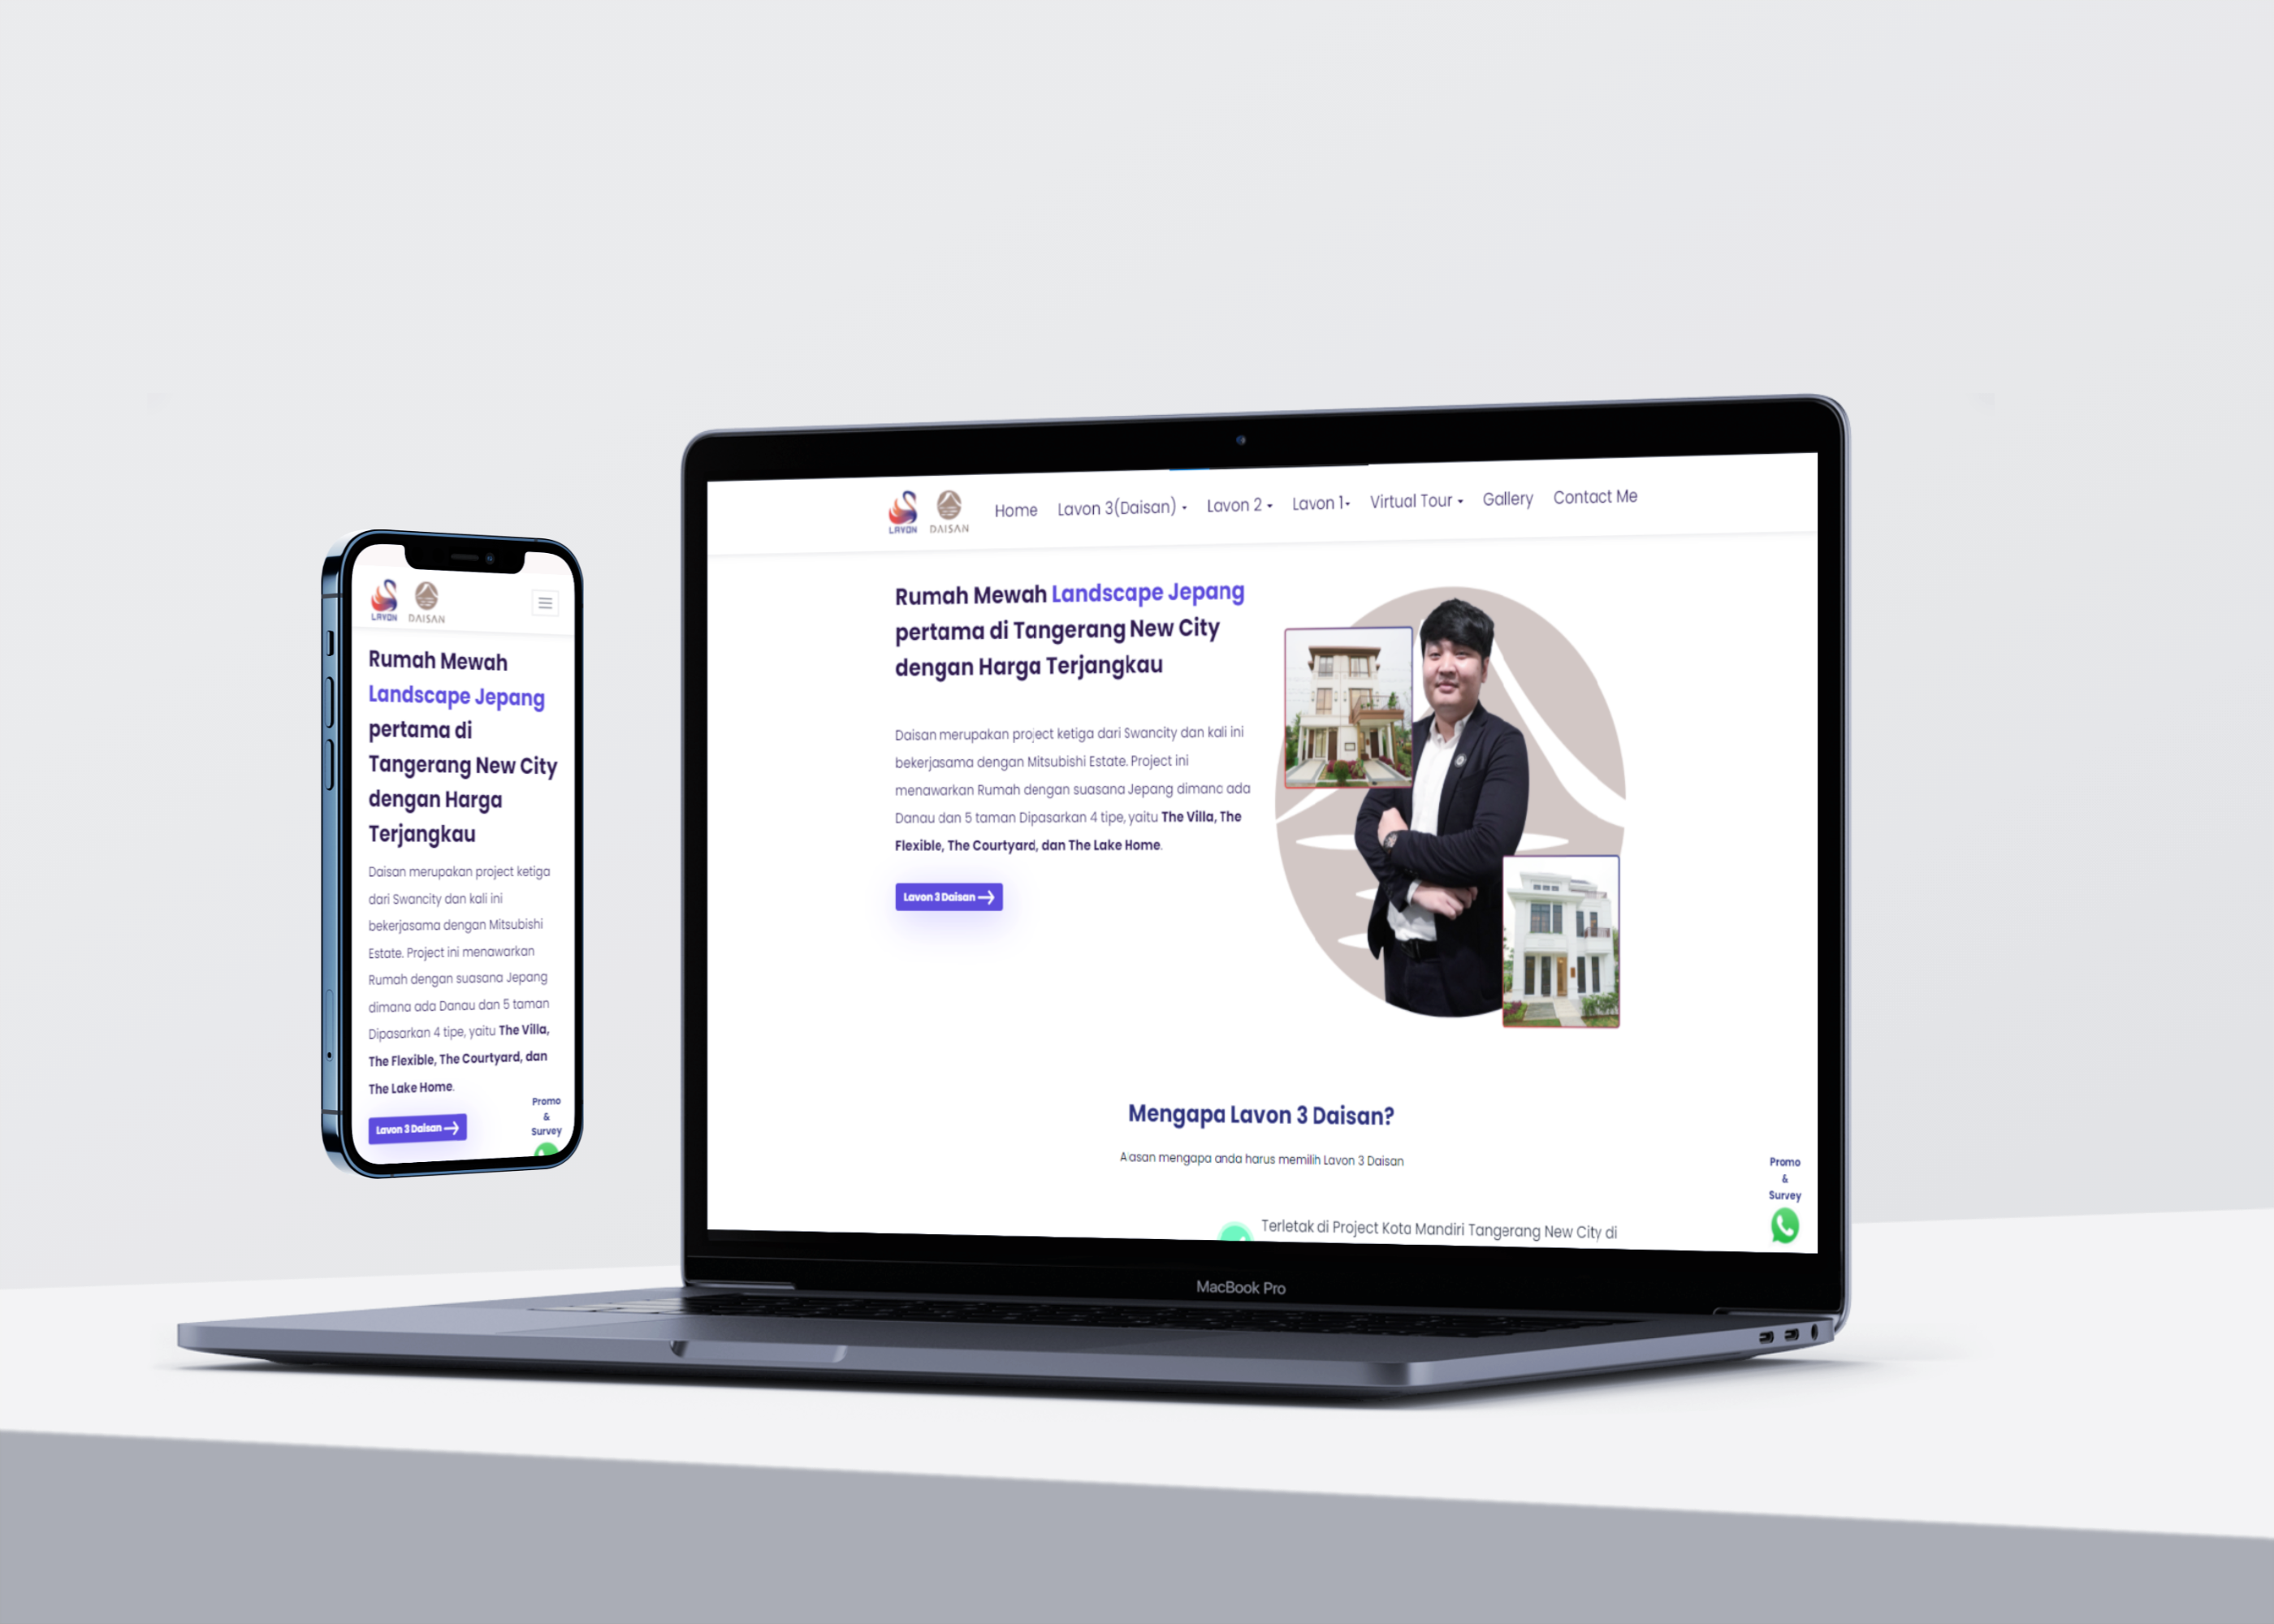 LAVON
DAISAN
Rumah Mewah
Landscape Jepang
pertama di
Tangerang New City
dengan Harga
Terjangkau
Daisan merupakan project ketiga
dari Swancity dan kali ini
bekerjasama dengan Mitsubishi
Estate. Project ini menawarkan
Rumah dengan suasana Jepang
dimana ada Danau dan 5 taman
Dipasarkan 4 tipe, yaitu The Villa,
The Flexible, The Courtyard, dan
The Lake Home.
Lavon 3 Daisan
Promo
&
Survey
LAVON
DAISAN
Home Lavon 3(Daisan) Lavon 2 Lavon 1 Virtual Tour Gallery Contact Me
Rumah Mewah Landscape Jepang
pertama di Tangerang New City
dengan Harga Terjangkau
Daisan merupakan project ketiga dari Swancity dan kali ini
bekerjasama dengan Mitsubishi Estate. Project ini
menawarkan Rumah dengan suasana Jepang dimana ada
Danau dan 5 taman Dipasarkan 4 tipe, yaitu The Villa, The
Flexible, The Courtyard, dan The Lake Home.
Lavon 3 Daisan
Mengapa Lavon 3 Daisan?
Alasan mengapa anda harus memilih Lavon 3 Daisan
Terletak di Project Kota Mandiri Tangerang New City di
Promo
&
Survey
MacBook Pro